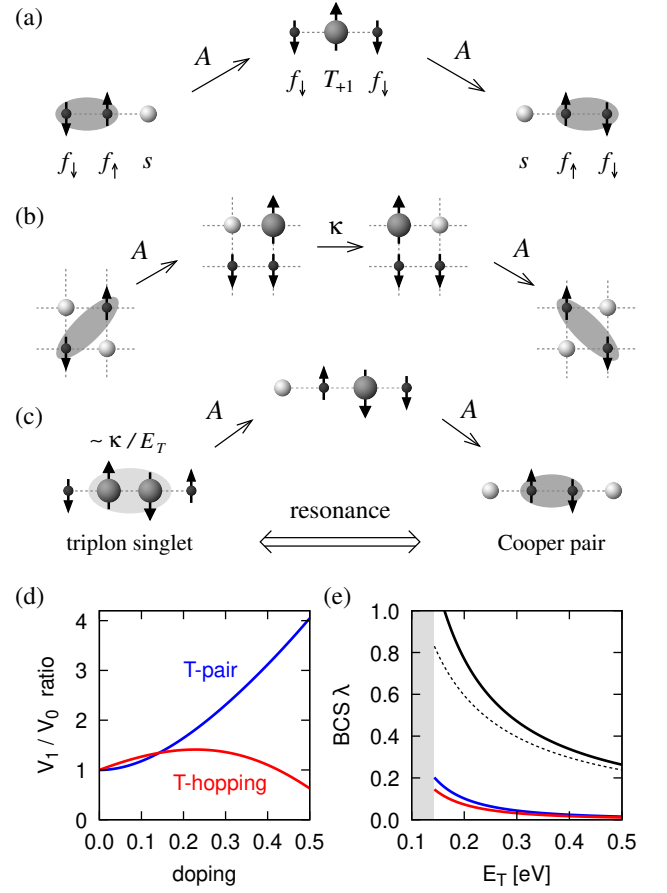 (a)
A
A
f↓ T+1 f↓
f↓ f↑ s
s f↑ f↓
(b)
A
κ
A
(c)
A
A
~ κ / E_T
resonance
triplon singlet
Cooper pair
(d)
V₁ / V₀ ratio
4
3
2
1
0
T-pair
T-hopping
0.0 0.1 0.2 0.3 0.4 0.5
doping
(e)
BCS λ
1.0
0.8
0.6
0.4
0.2
0.0
0.1 0.2 0.3 0.4 0.5
E_T [eV]